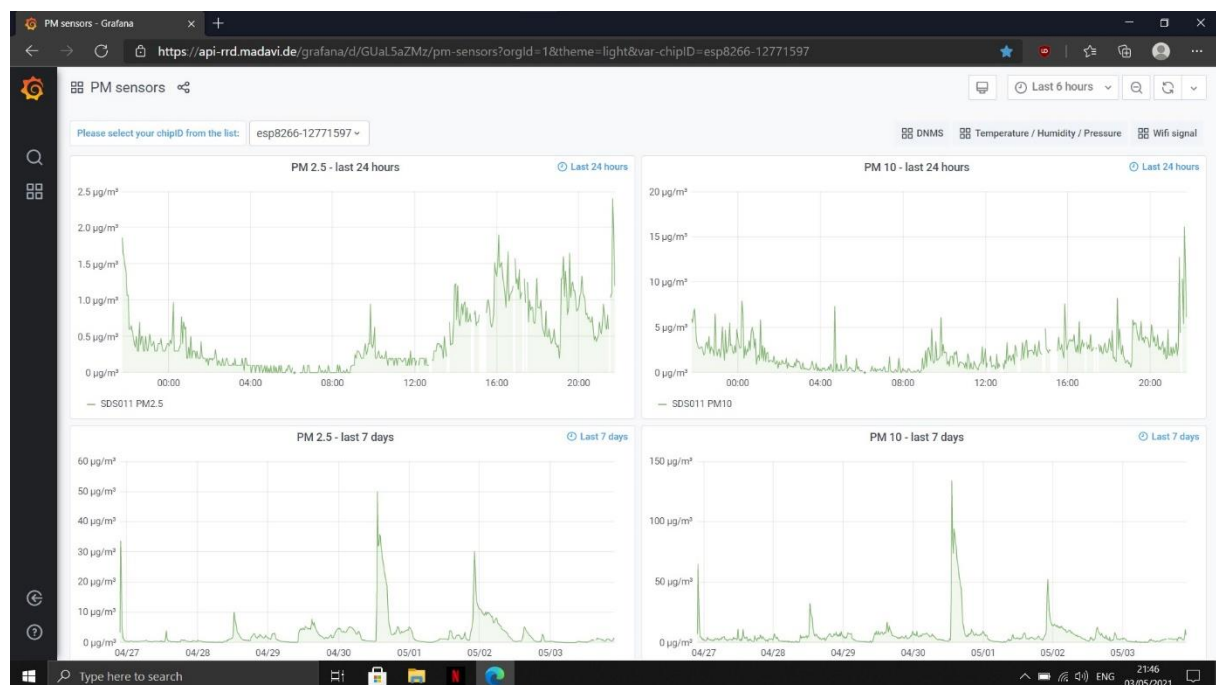 PM sensors - Grafana
https://api-rrd.madavi.de/grafana/d/GUaL5aZMz/pm-sensors?orgId=1&theme=light&var-chipID=esp8266-12771597
PM sensors
Last 6 hours
Please select your chipID from the list:
esp8266-12771597
DNMS
Temperature / Humidity / Pressure
Wifi signal
PM 2.5 - last 24 hours
Last 24 hours
2.5 µg/m³
2.0 µg/m³
1.5 µg/m³
1.0 µg/m³
0.5 µg/m³
0 µg/m³
00:00 04:00 08:00 12:00 16:00 20:00
SDS011 PM2.5
PM 10 - last 24 hours
Last 24 hours
20 µg/m³
15 µg/m³
10 µg/m³
5 µg/m³
0 µg/m³
00:00 04:00 08:00 12:00 16:00 20:00
SDS011 PM10
PM 2.5 - last 7 days
Last 7 days
60 µg/m³
50 µg/m³
40 µg/m³
30 µg/m³
20 µg/m³
10 µg/m³
0 µg/m³
04/27 04/28 04/29 04/30 05/01 05/02 05/03
PM 10 - last 7 days
Last 7 days
150 µg/m³
100 µg/m³
50 µg/m³
0 µg/m³
04/27 04/28 04/29 04/30 05/01 05/02 05/03
Type here to search
N
ENG
21:46
03/05/2021